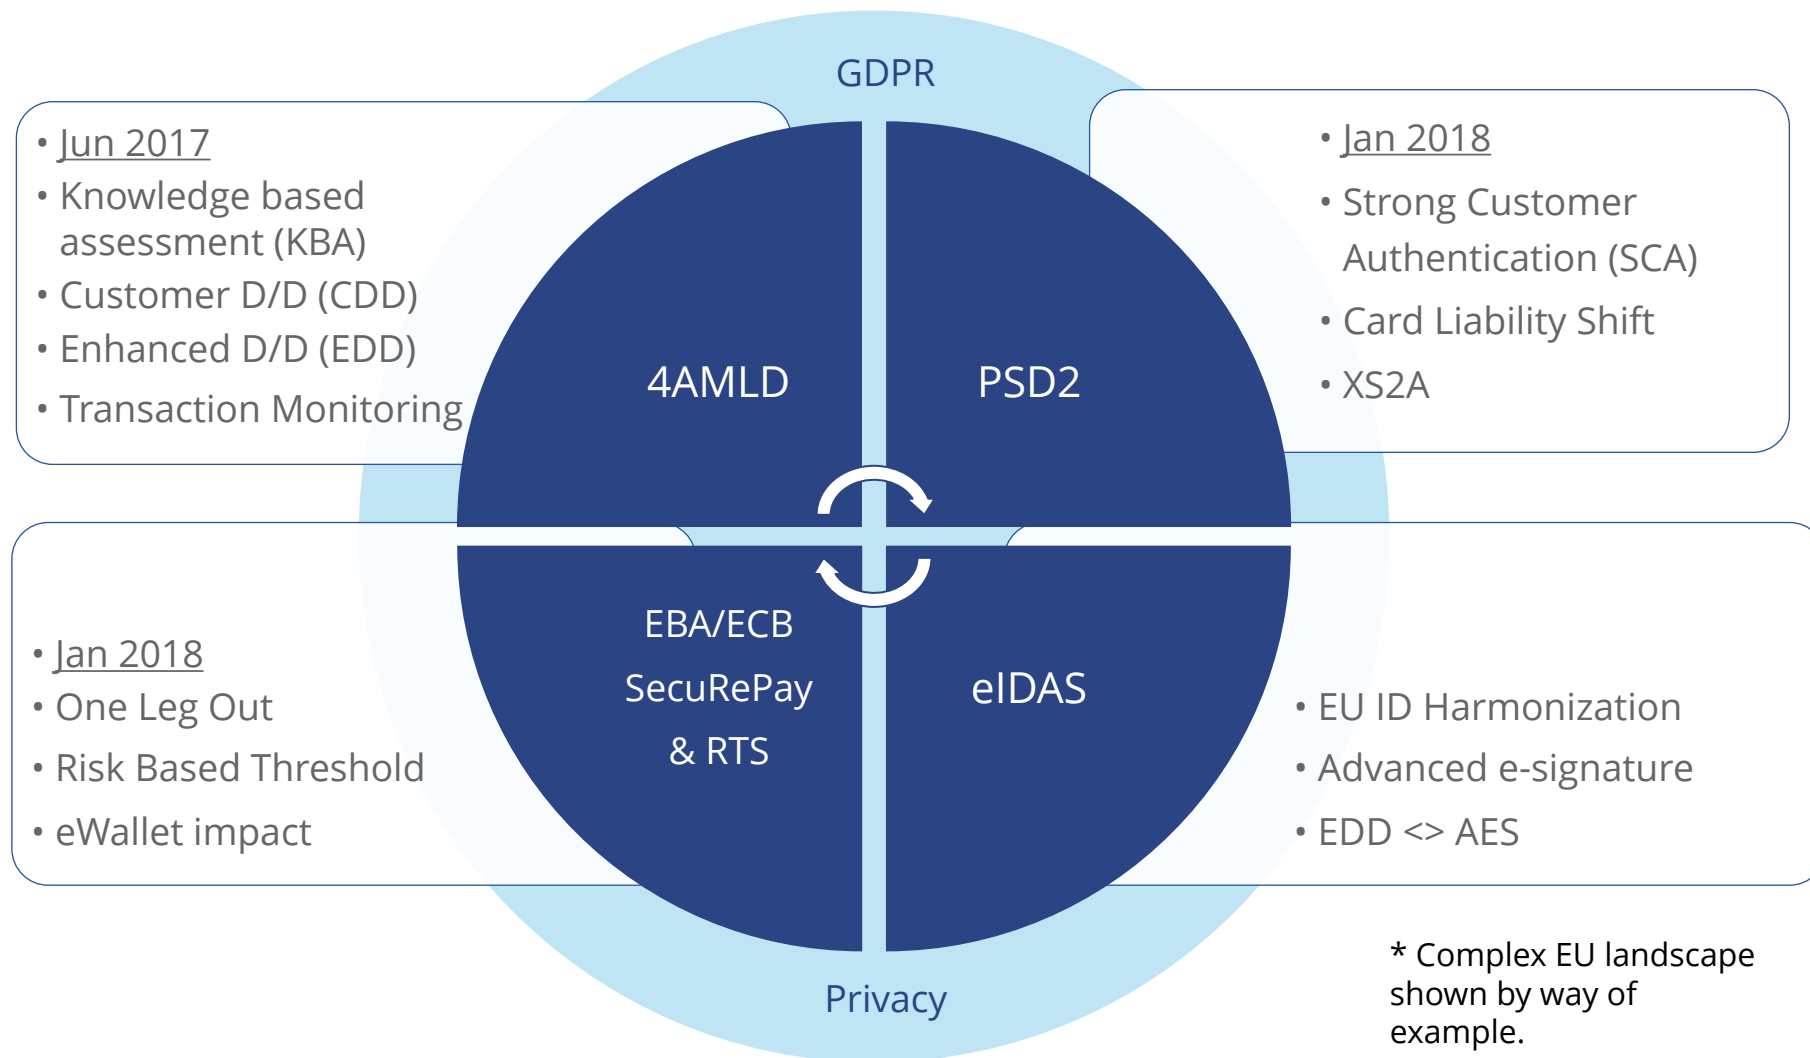 GDPR
• Jun 2017
• Knowledge based
assessment (KBA)
• Customer D/D (CDD)
• Enhanced D/D (EDD)
• Transaction Monitoring
4AMLD
PSD2
• Jan 2018
• Strong Customer
Authentication (SCA)
• Card Liability Shift
• XS2A
• Jan 2018
• One Leg Out
• Risk Based Threshold
• eWallet impact
EBA/ECB
SecuRePay
& RTS
eIDAS
• EU ID Harmonization
• Advanced e-signature
• EDD <> AES
Privacy
* Complex EU landscape
shown by way of
example.